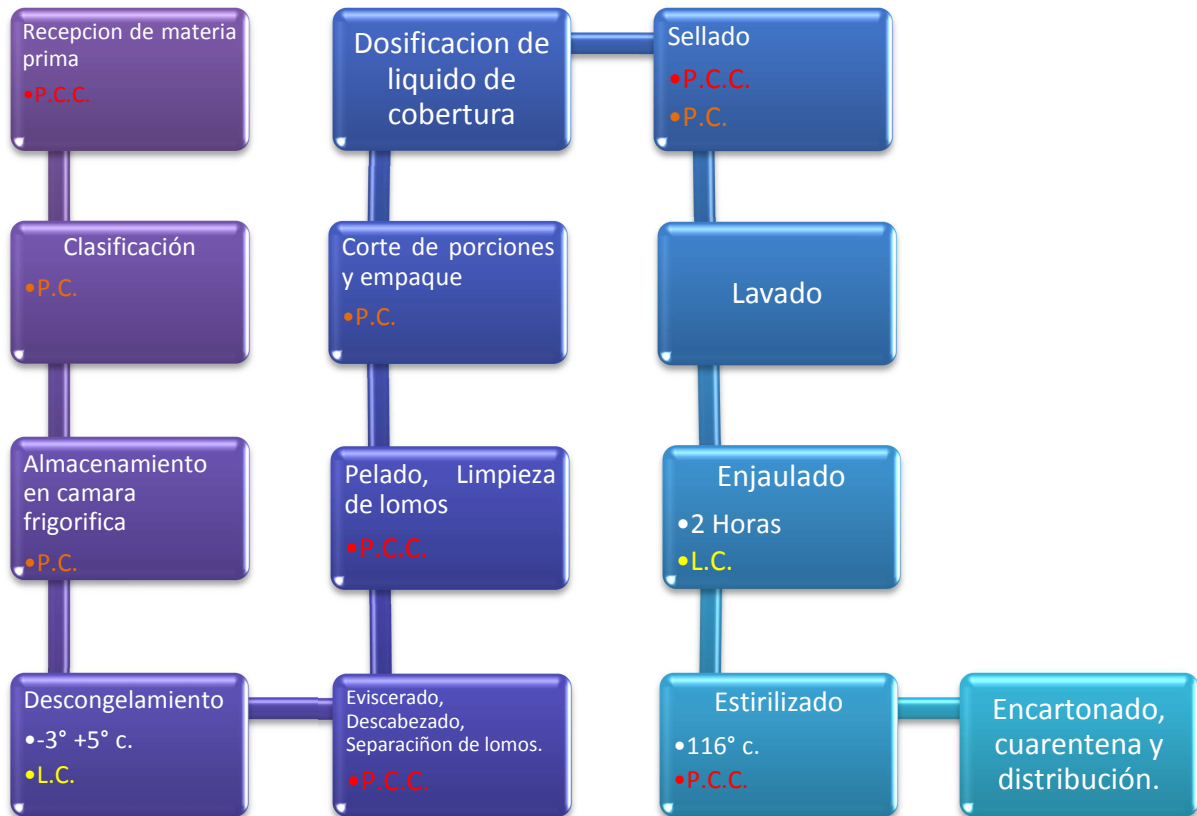 Recepcion de materia
prima
•P.C.C.
Clasificación
•P.C.
Almacenamiento
en camara
frigorifica
•P.C.
Descongelamiento
•-3° +5° c.
•L.C.
Eviscerado,
Descabezado,
Separaciñon de lomos.
•P.C.C.
Pelado, Limpieza
de lomos
•P.C.C.
Corte de porciones
y empaque
•P.C.
Dosificacion de
liquido de
cobertura
Sellado
•P.C.C.
•P.C.
Lavado
Enjaulado
•2 Horas
•L.C.
Estirilizado
•116° c.
•P.C.C.
Encartonado,
cuarentena y
distribución.